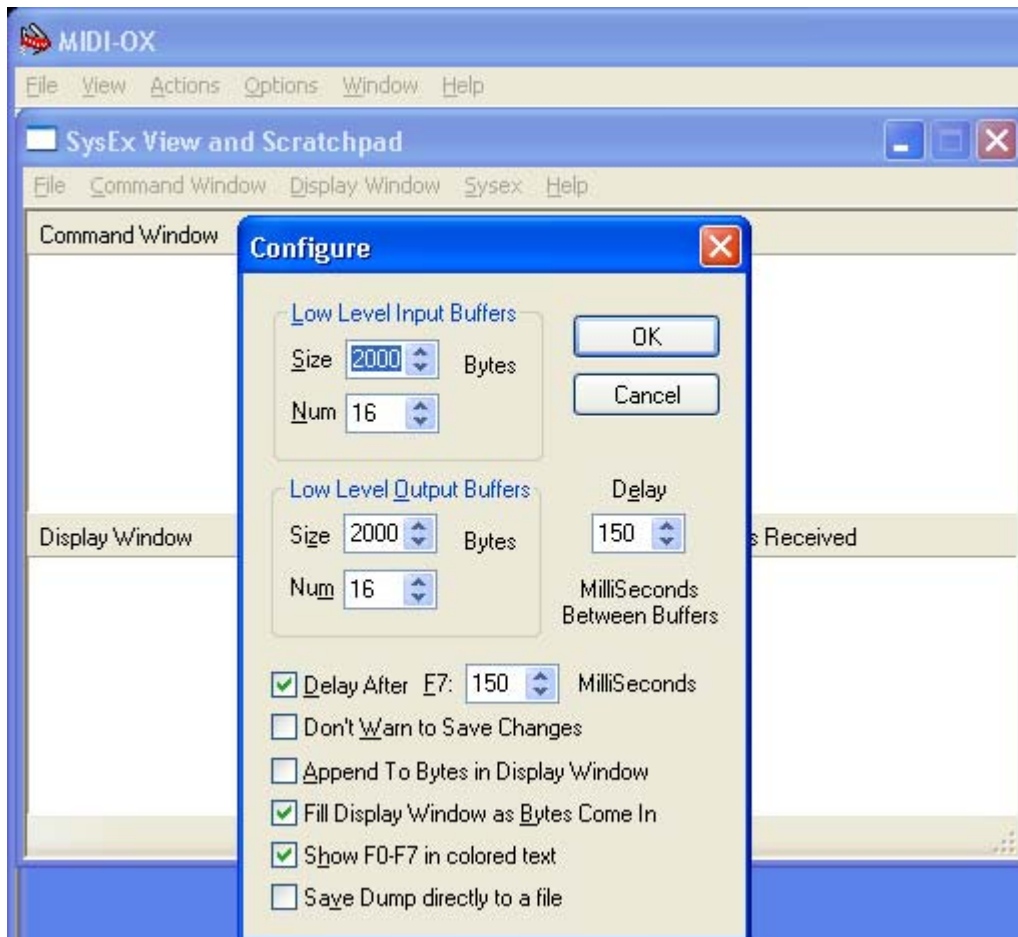 MIDI-OX
File View Actions Options Window Help
SysEx View and Scratchpad
File Command Window Display Window Sysex Help
Command Window
Configure
Low Level Input Buffers
Size 2000 Bytes
OK
Num 16
Cancel
Low Level Output Buffers
Delay
Size 2000 Bytes
150
Num 16
MilliSeconds
Between Buffers
Display Window
s Received
Delay After F7: 150 MilliSeconds
Don't Warn to Save Changes
Append To Bytes in Display Window
Fill Display Window as Bytes Come In
Show F0-F7 in colored text
Save Dump directly to a file